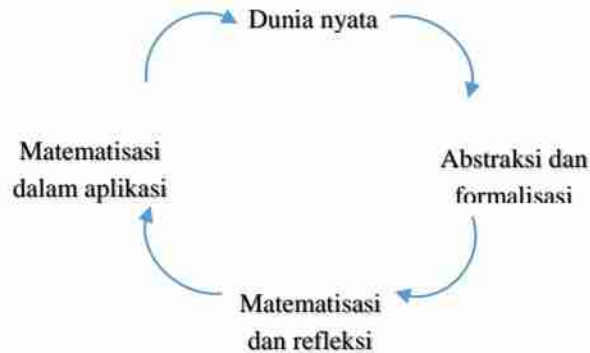 Dunia nyata
Abstraksi dan
formalisasi
Matematisasi
dan refleksi
Matematisasi
dalam aplikasi